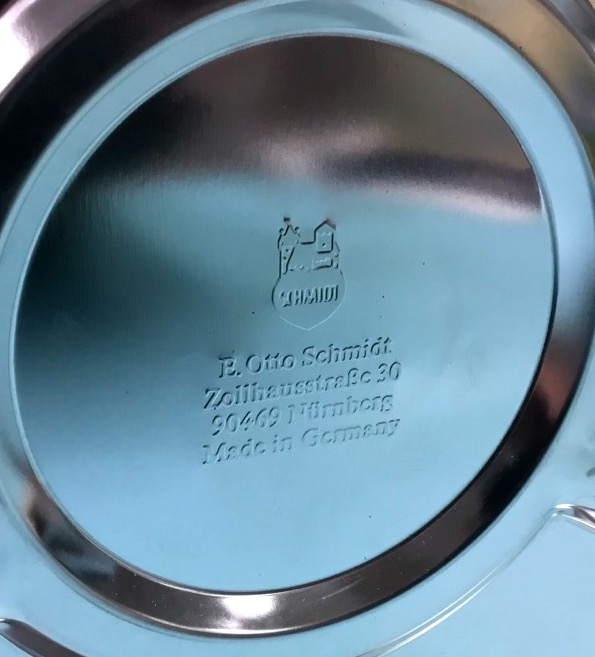 SCHMIDT
E. Otto Schmidt
Zollhausstraße 30
90469 Nürnberg
Made in Germany